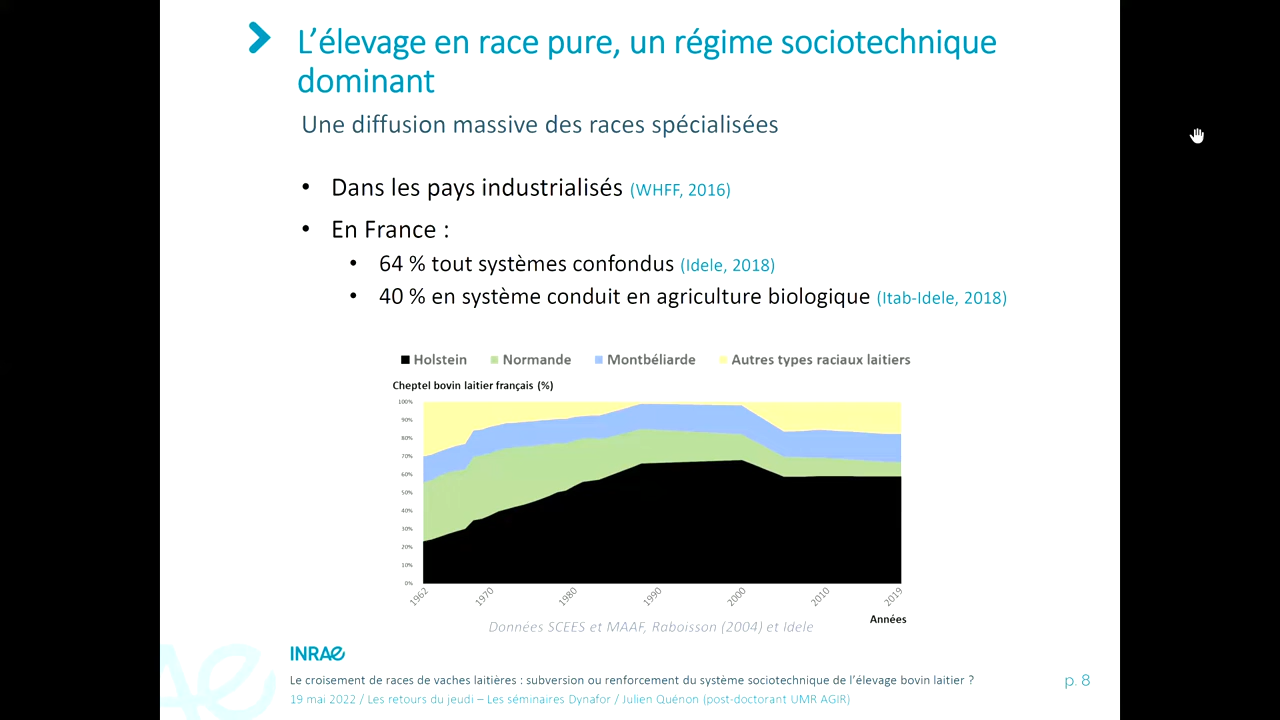 L'élevage en race pure, un régime sociotechnique
dominant
Une diffusion massive des races spécialisées
• Dans les pays industrialisés (WHFF, 2016)
• En France :
• 64 % tout systèmes confondus (Idele, 2018)
• 40 % en système conduit en agriculture biologique (Itab-Idele, 2018)
Holstein Normande Montbéliarde Autres types raciaux laitiers
Cheptel bovin laitier français (%)
100%
90%
80%
70%
60%
50%
40%
30%
20%
10%
0%
1962 1970 1980 1990 2000 2010 2019
Années
Données SCEES et MAAF, Raboisson (2004) et Idele
INRAE
Le croisement de races de vaches laitières : subversion ou renforcement du système sociotechnique de l'élevage bovin laitier ?
p. 8
19 mai 2022 / Les retours du jeudi – Les séminaires Dynafor / Julien Quénon (post-doctorant UMR AGIR)